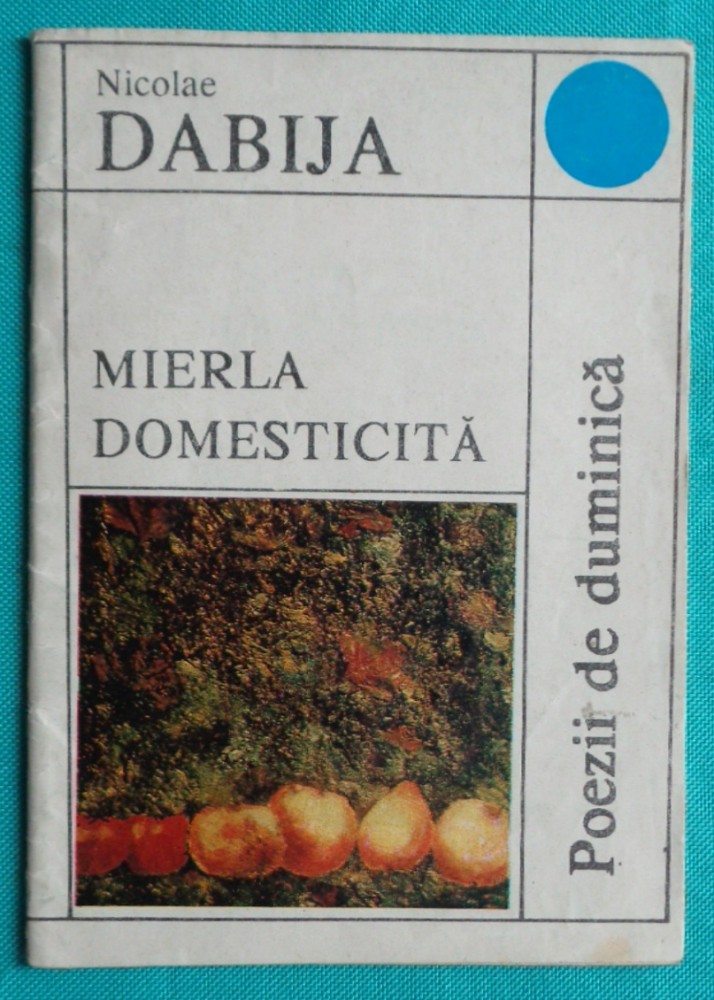 Nicolae
DABIJA
MIERLA
DOMESTICITĂ
Poezii de duminică